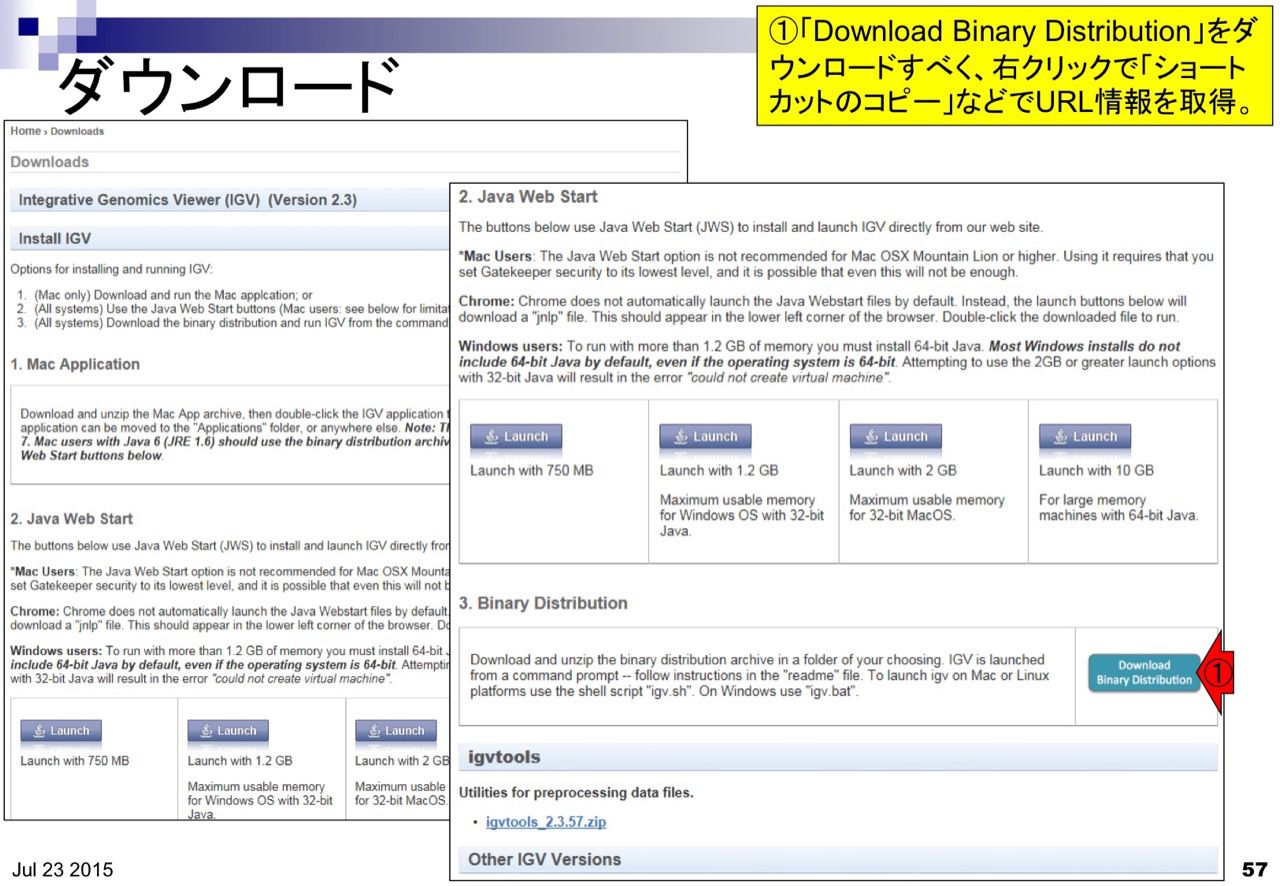 ①｢Download Binary Distribution｣をダ
ウンロードすべく、右クリックで｢ショート
カットのコピー｣などでURL情報を取得。
ダウンロード
Home › Downloads
Downloads
Integrative Genomics Viewer (IGV) (Version 2.3)
Install IGV
Options for installing and running IGV:
1. (Mac only) Download and run the Mac application; or
2. (All systems) Use the Java Web Start buttons (Mac users: see below for limitat
3. (All systems) Download the binary distribution and run IGV from the command
1. Mac Application
Download and unzip the Mac App archive, then double-click the IGV application
application can be moved to the "Applications" folder, or anywhere else. Note:
7. Mac users with Java 6 (JRE 1.6) should use the binary distribution archiv
Web Start buttons below.
2. Java Web Start
The buttons below use Java Web Start (JWS) to install and launch IGV directly from
*Mac Users: The Java Web Start option is not recommended for Mac OSX Mounta
set Gatekeeper security to its lowest level, and it is possible that even this will not b
Chrome: Chrome does not automatically launch the Java Webstart files by default.
download a "jnlp" file. This should appear in the lower left corner of the browser. Do
Windows users: To run with more than 1.2 GB of memory you must install 64-bit
include 64-bit Java by default, even if the operating system is 64-bit. Attemptin
with 32-bit Java will result in the error "could not create virtual machine".
Launch
Launch with 750 MB
Launch
Launch with 1.2 GB
Maximum usable memory
for Windows OS with 32-bit
Java.
Launch
Launch with 2 GB
Maximum usable
for 32-bit MacOS.
2. Java Web Start
The buttons below use Java Web Start (JWS) to install and launch IGV directly from our web site.
*Mac Users: The Java Web Start option is not recommended for Mac OSX Mountain Lion or higher. Using it requires that you
set Gatekeeper security to its lowest level, and it is possible that even this will not be enough.
Chrome: Chrome does not automatically launch the Java Webstart files by default. Instead, the launch buttons below will
download a "jnlp" file. This should appear in the lower left corner of the browser. Double-click the downloaded file to run.
Windows users: To run with more than 1.2 GB of memory you must install 64-bit Java. Most Windows installs do not
include 64-bit Java by default, even if the operating system is 64-bit. Attempting to use the 2GB or greater launch options
with 32-bit Java will result in the error "could not create virtual machine".
Launch
Launch with 750 MB
Launch
Launch with 1.2 GB
Maximum usable memory
for Windows OS with 32-bit
Java.
Launch
Launch with 2 GB
Maximum usable memory
for 32-bit MacOS.
Launch
Launch with 10 GB
For large memory
machines with 64-bit Java.
3. Binary Distribution
Download and unzip the binary distribution archive in a folder of your choosing. IGV is launched
from a command prompt -- follow instructions in the "readme" file. To launch igv on Mac or Linux
platforms use the shell script "igv.sh". On Windows use "igv.bat".
Download
Binary Distribution
①
igvtools
Utilities for preprocessing data files.
• igvtools_2.3.57.zip
Other IGV Versions
Jul 23 2015
57